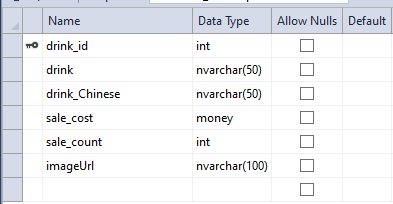 Name Data Type Allow Nulls Default
drink_id int
drink nvarchar(50)
drink_Chinese nvarchar(50)
sale_cost money
sale_count int
imageUrl nvarchar(100)